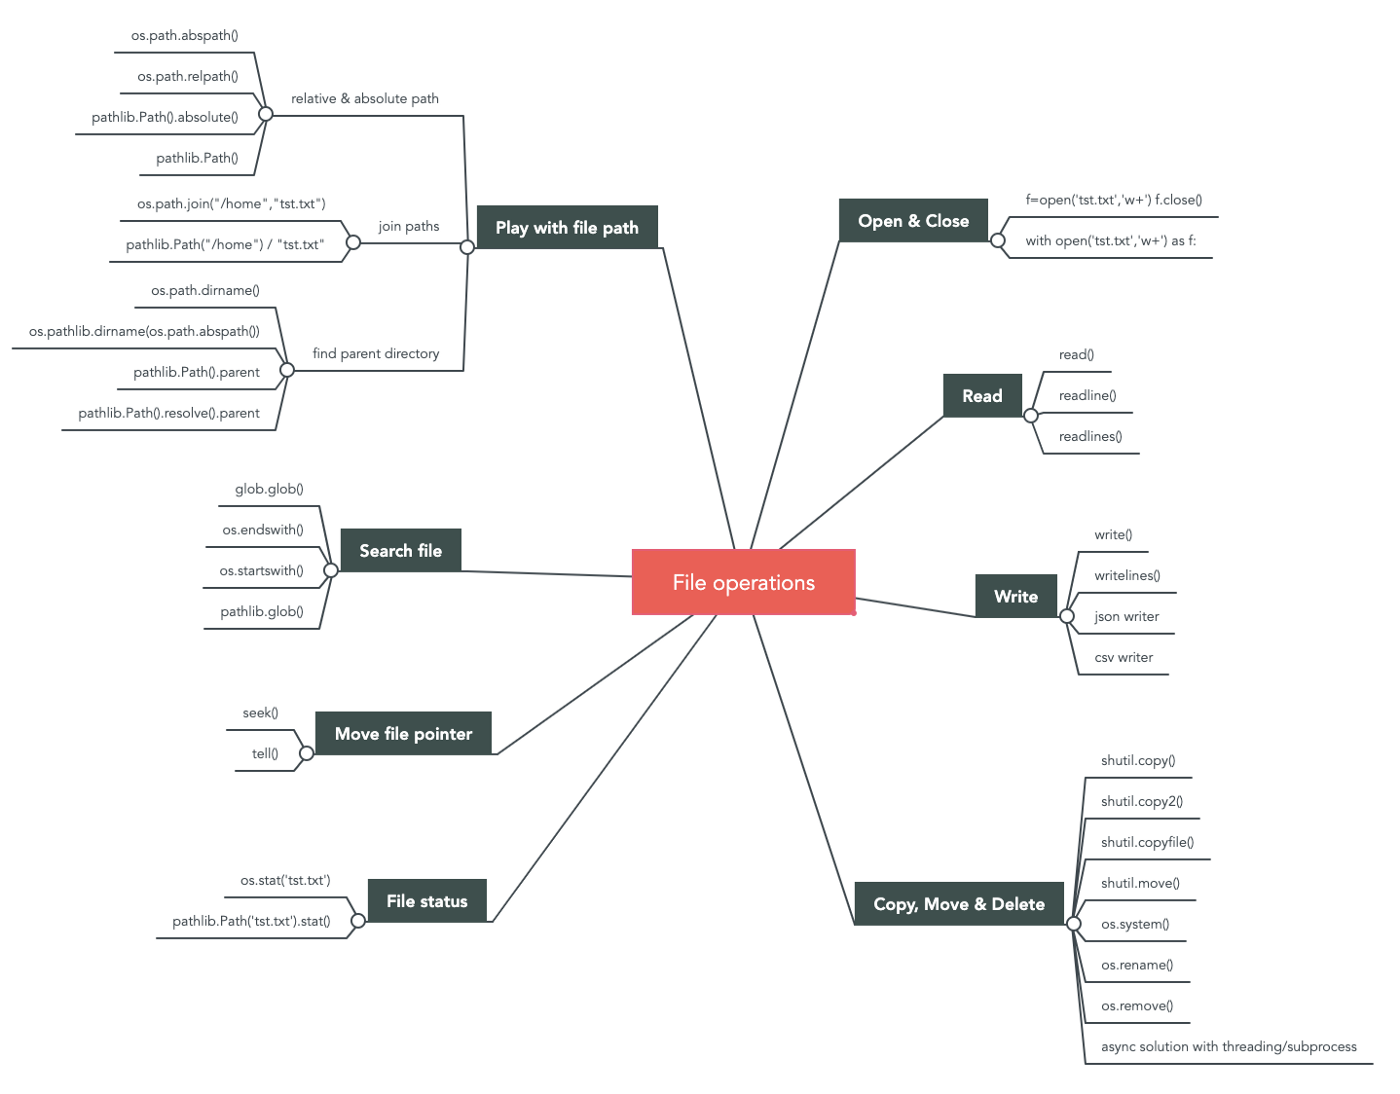 File operations
Play with file path
relative & absolute path
os.path.abspath()
os.path.relpath()
pathlib.Path().absolute()
pathlib.Path()
join paths
os.path.join("/home","tst.txt")
pathlib.Path("/home") / "tst.txt"
find parent directory
os.path.dirname()
os.pathlib.dirname(os.path.abspath())
pathlib.Path().parent
pathlib.Path().resolve().parent
Search file
glob.glob()
os.endswith()
os.startswith()
pathlib.glob()
Move file pointer
seek()
tell()
File status
os.stat('tst.txt')
pathlib.Path('tst.txt').stat()
Open & Close
f=open('tst.txt','w+') f.close()
with open('tst.txt','w+') as f:
Read
read()
readline()
readlines()
Write
write()
writelines()
json writer
csv writer
Copy, Move & Delete
shutil.copy()
shutil.copy2()
shutil.copyfile()
shutil.move()
os.system()
os.rename()
os.remove()
async solution with threading/subprocess